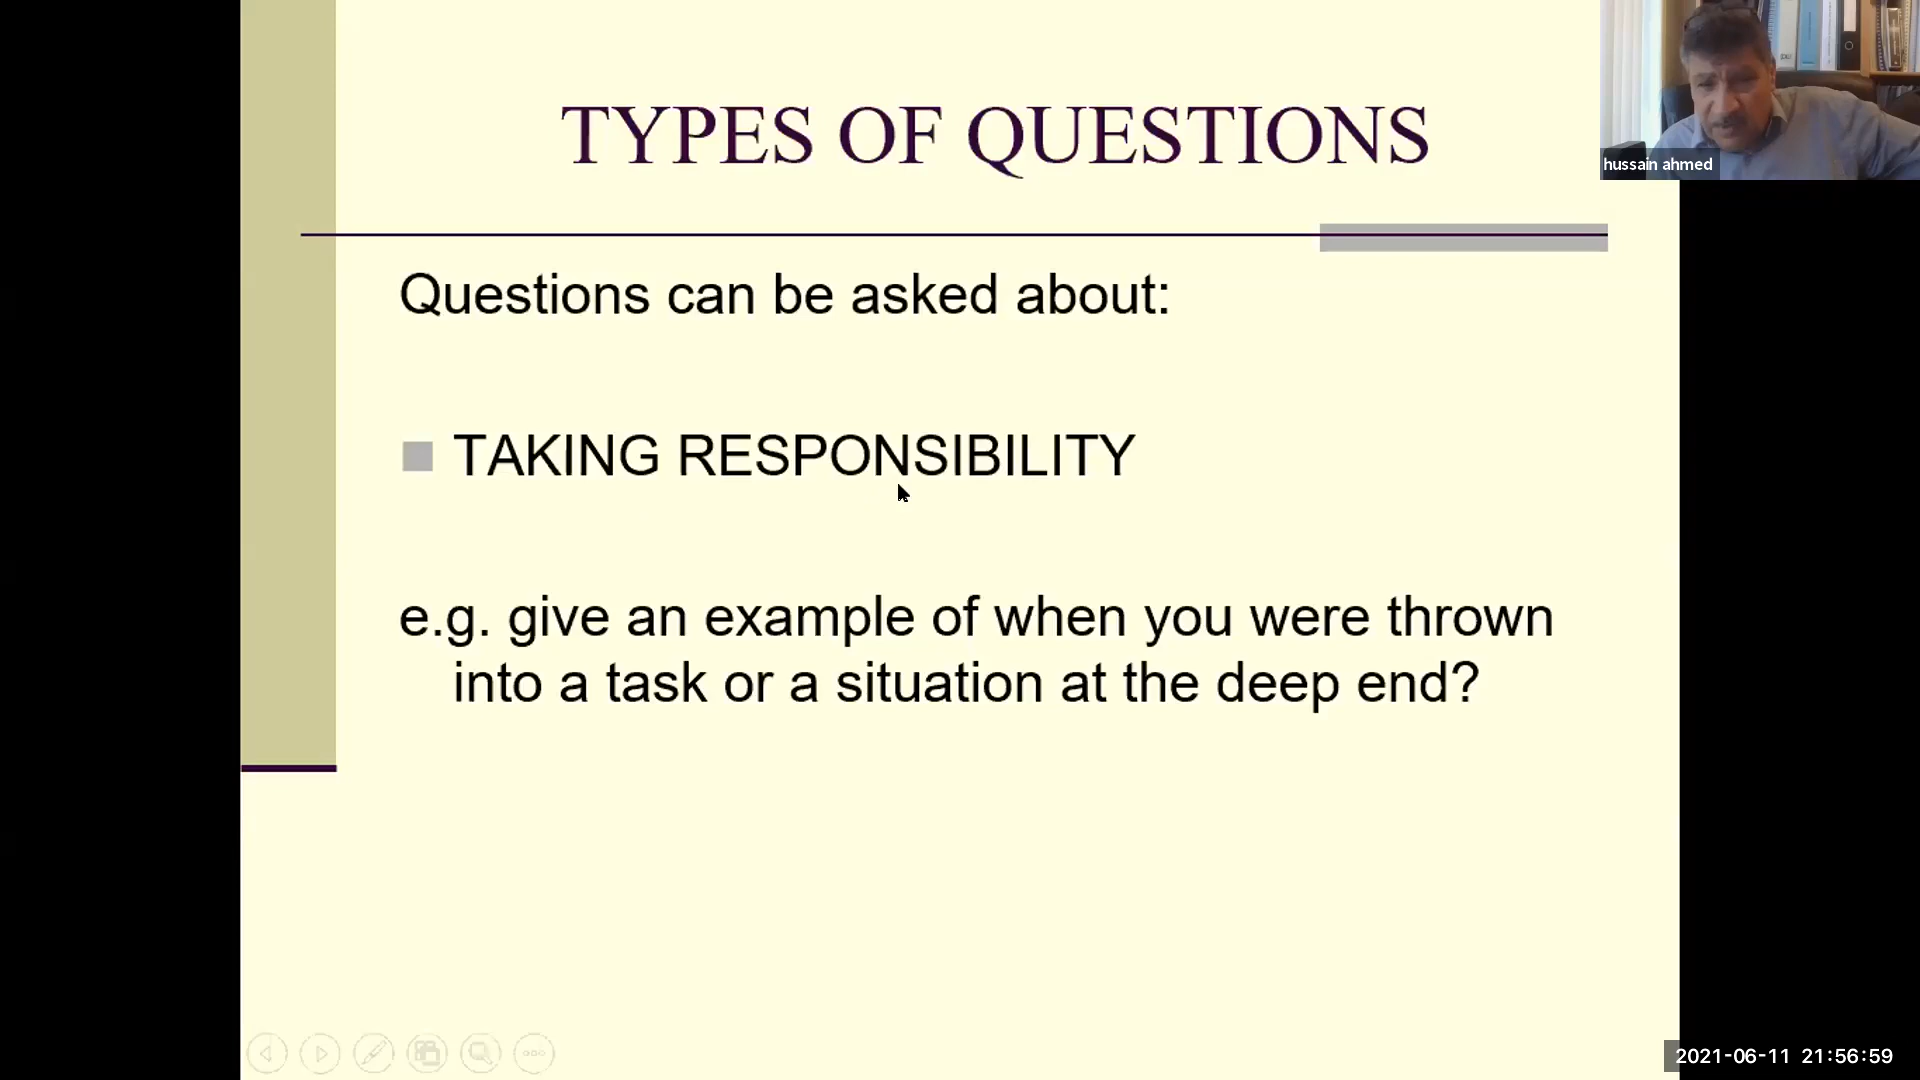 TYPES OF QUESTIONS
hussain ahmed
Questions can be asked about:
TAKING RESPONSIBILITY
e.g. give an example of when you were thrown
into a task or a situation at the deep end?
2021-06-11 21:56:59